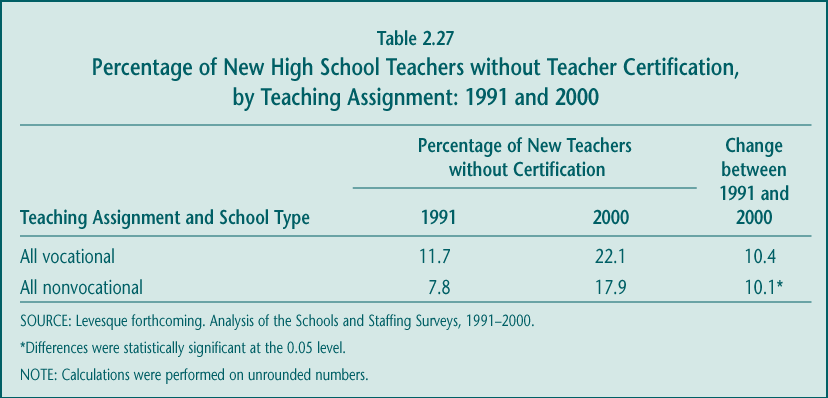 Table 2.27
Percentage of New High School Teachers without Teacher Certification,
by Teaching Assignment: 1991 and 2000
Percentage of New Teachers
without Certification
Change
between
1991 and
2000
Teaching Assignment and School Type 1991 2000
All vocational 11.7 22.1 10.4
All nonvocational 7.8 17.9 10.1*
SOURCE: Levesque forthcoming. Analysis of the Schools and Staffing Surveys, 1991–2000.
*Differences were statistically significant at the 0.05 level.
NOTE: Calculations were performed on unrounded numbers.